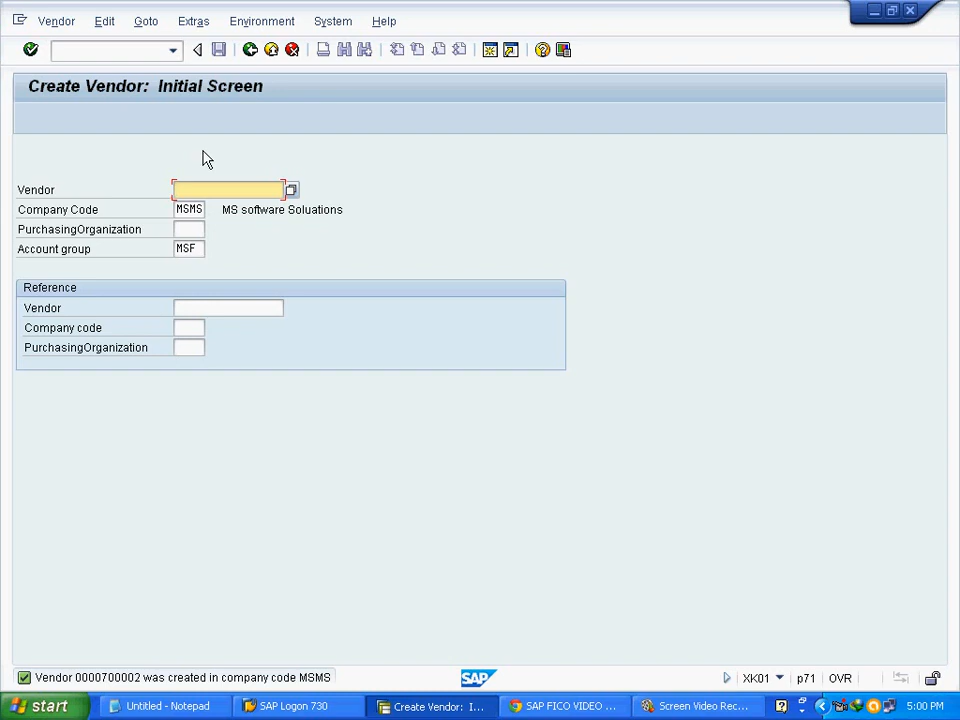 Vendor Edit Goto Extras Environment System Help
Create Vendor: Initial Screen
Vendor
Company Code MSMS MS software Soluations
PurchasingOrganization
Account group MSF
Reference
Vendor
Company code
PurchasingOrganization
Vendor 0000700002 was created in company code MSMS SAP XK01 p71 OVR
start Untitled - Notepad SAP Logon 730 Create Vendor: I... SAP FICO VIDEO ... Screen Video Rec... 5:00 PM